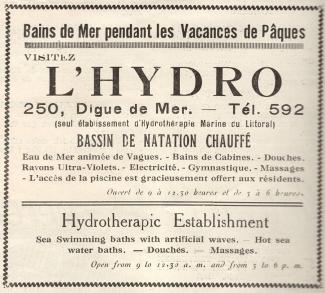 Bains de Mer pendant les Vacances de Pâques
VISITEZ
L'HYDRO
250, Digue de Mer. — Tél. 592
(seul établissement d'Hydrothérapie Marine du Littoral)
BASSIN DE NATATION CHAUFFÉ
Eau de Mer animée de Vagues. - Bains de Cabines. - Douches.
Rayons Ultra-Violets. - Electricité. - Gymnastique. - Massages
- L'accès de la piscine est gracieusement offert aux résidents.
Ouvert de 9 à 12.30 heures et de 3 à 6 heures.
Hydrotherapic Establishment
Sea Swimming baths with artificial waves. — Hot sea
water baths. — Douches. — Massages.
Open from 9 to 12.30 a. m. and from 3 to 6 p. m.